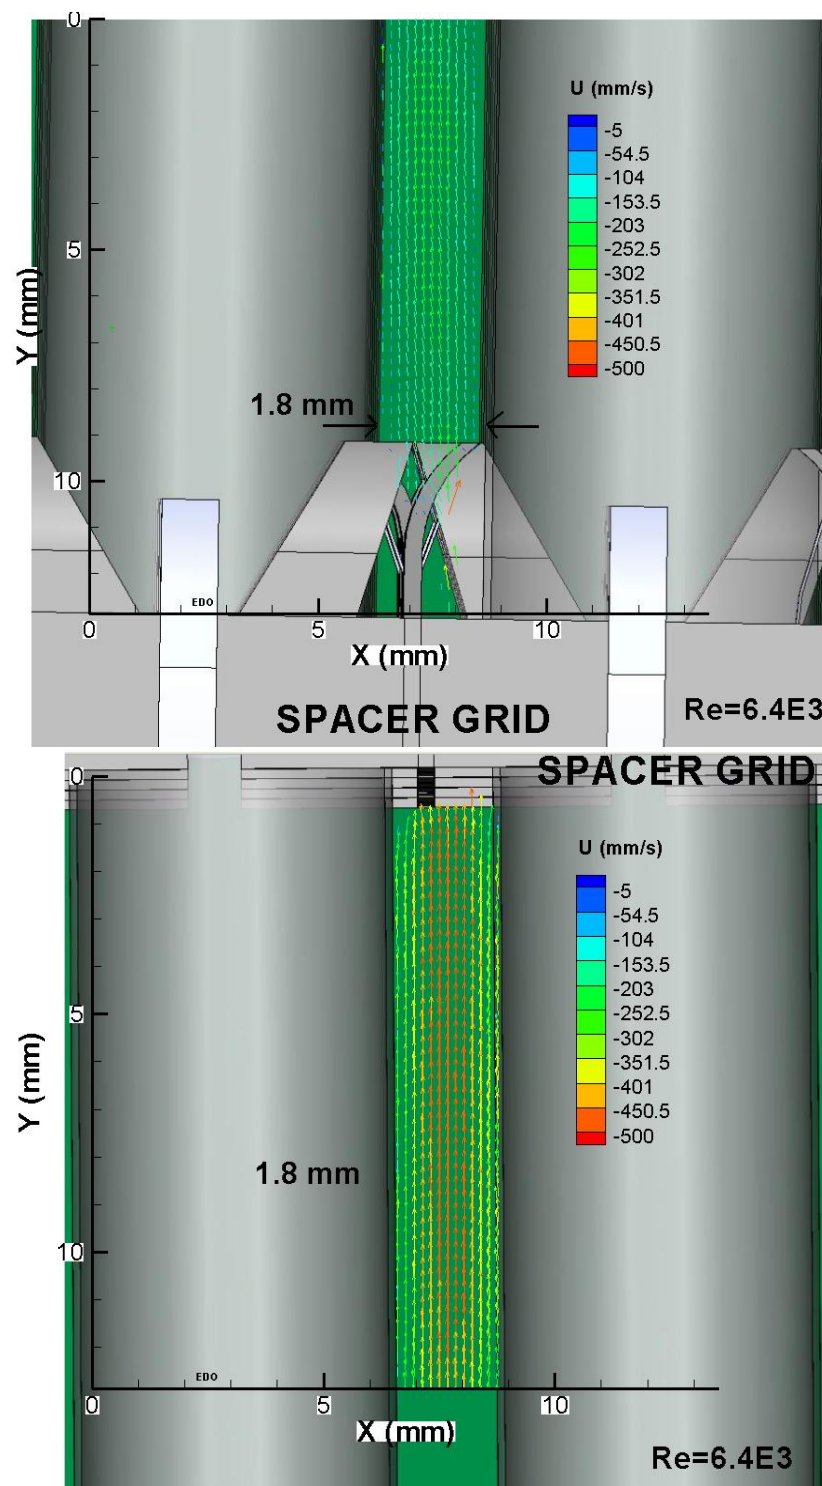 0
U (mm/s)
-5
-54.5
-104
-153.5
-203
-252.5
-302
-351.5
-401
-450.5
-500
5
Y (mm)
1.8 mm
10
EDO
0 5 10
X (mm)
SPACER GRID
Re=6.4E3
SPACER GRID
0
U (mm/s)
-5
-54.5
-104
-153.5
-203
-252.5
-302
-351.5
-401
-450.5
-500
5
Y (mm)
1.8 mm
10
EDO
0 5 10
X (mm)
Re=6.4E3